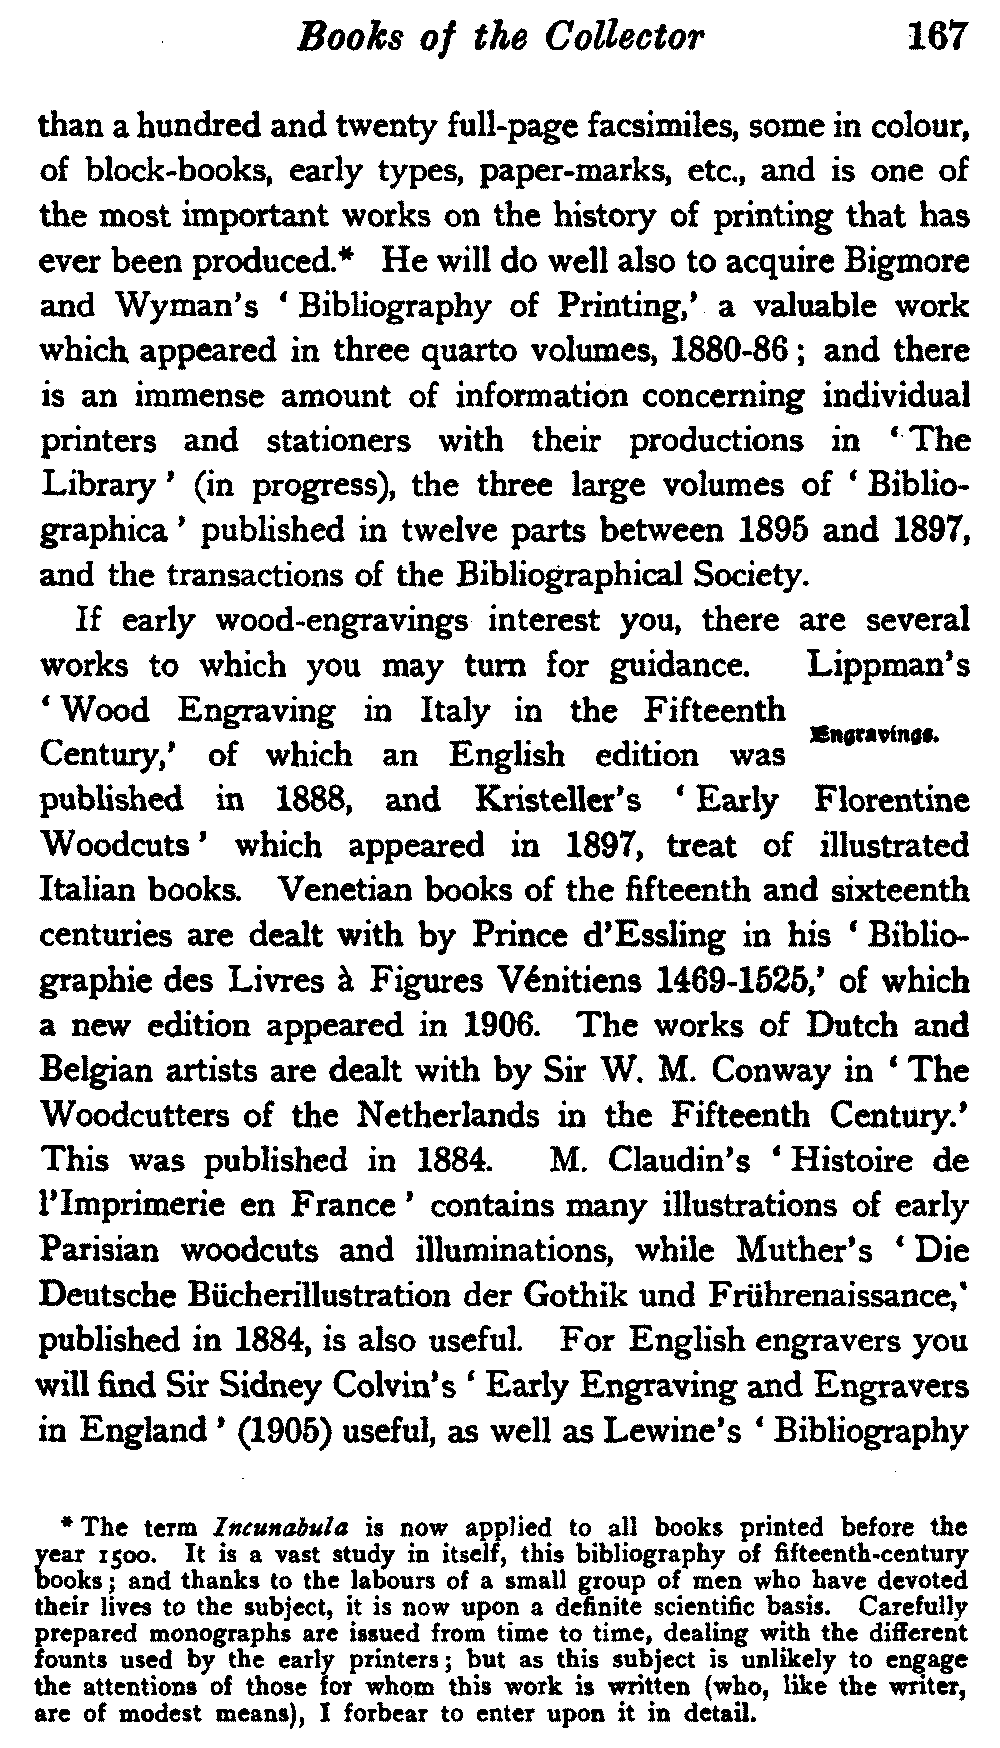 Books of the Collector 167
than a hundred and twenty full-page facsimiles, some in colour,
of block-books, early types, paper-marks, etc., and is one of
the most important works on the history of printing that has
ever been produced.* He will do well also to acquire Bigmore
and Wyman's ‘ Bibliography of Printing,’ a valuable work
which appeared in three quarto volumes, 1880-86 ; and there
is an immense amount of information concerning individual
printers and stationers with their productions in ‘ The
Library ’ (in progress), the three large volumes of ‘ Biblio-
graphica ’ published in twelve parts between 1895 and 1897,
and the transactions of the Bibliographical Society.
If early wood-engravings interest you, there are several
works to which you may turn for guidance. Lippman's
‘ Wood Engraving in Italy in the Fifteenth
Engravings.
Century,’ of which an English edition was
published in 1888, and Kristeller's ‘ Early Florentine
Woodcuts ’ which appeared in 1897, treat of illustrated
Italian books. Venetian books of the fifteenth and sixteenth
centuries are dealt with by Prince d'Essling in his ‘ Biblio-
graphie des Livres à Figures Vénitiens 1469-1525,’ of which
a new edition appeared in 1906. The works of Dutch and
Belgian artists are dealt with by Sir W. M. Conway in ‘ The
Woodcutters of the Netherlands in the Fifteenth Century.’
This was published in 1884. M. Claudin's ‘ Histoire de
l'Imprimerie en France ’ contains many illustrations of early
Parisian woodcuts and illuminations, while Muther's ‘ Die
Deutsche Bücherillustration der Gothik und Frührenaissance,’
published in 1884, is also useful. For English engravers you
will find Sir Sidney Colvin's ‘ Early Engraving and Engravers
in England ’ (1905) useful, as well as Lewine's ‘ Bibliography
* The term Incunabula is now applied to all books printed before the
year 1500. It is a vast study in itself, this bibliography of fifteenth-century
books ; and thanks to the labours of a small group of men who have devoted
their lives to the subject, it is now upon a definite scientific basis. Carefully
prepared monographs are issued from time to time, dealing with the different
founts used by the early printers ; but as this subject is unlikely to engage
the attentions of those for whom this work is written (who, like the writer,
are of modest means), I forbear to enter upon it in detail.